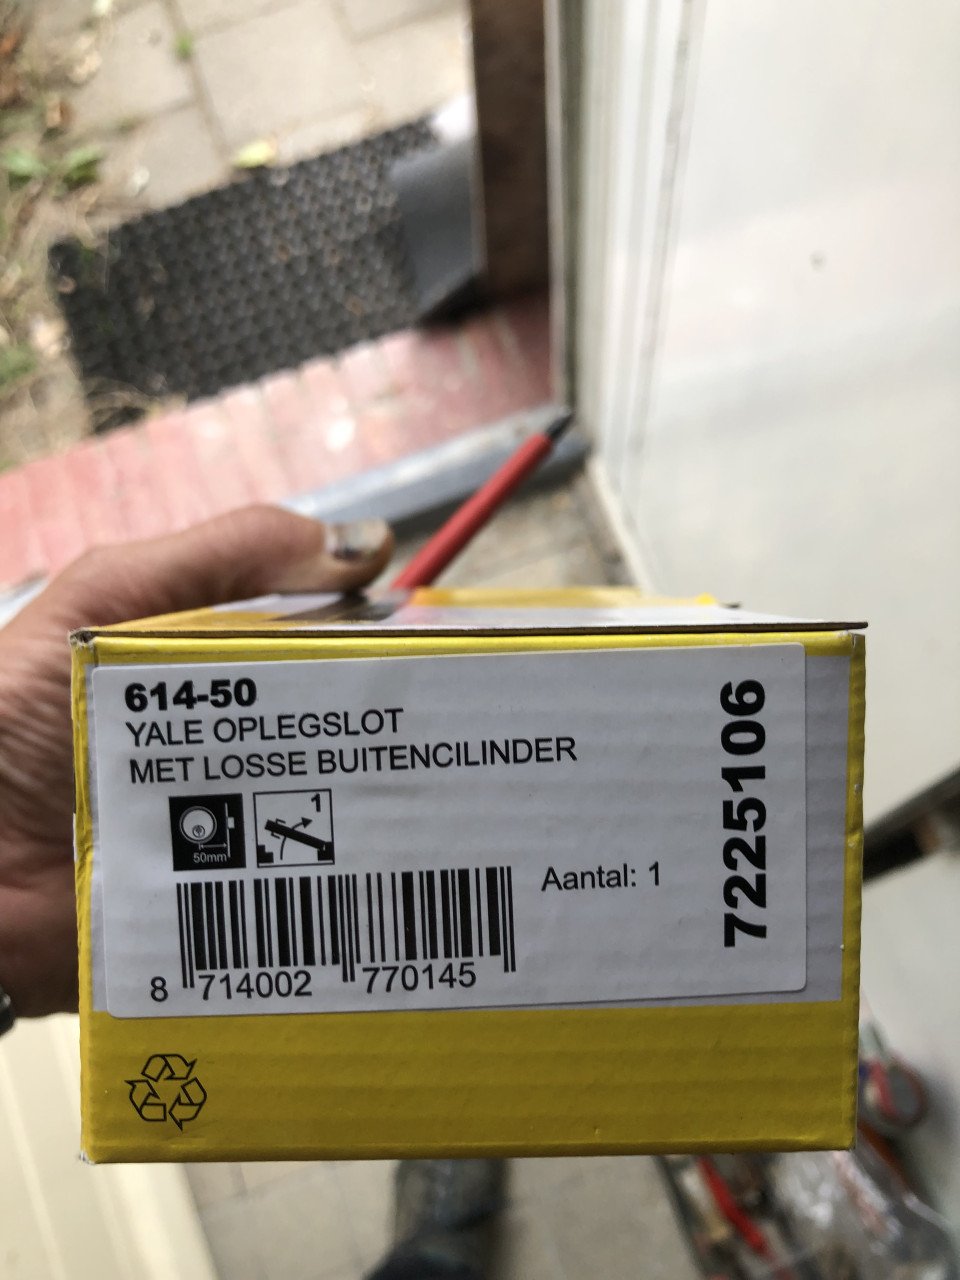 614-50
YALE OPLEGSLOT
MET LOSSE BUITENCILINDER
50mm
1
Aantal: 1
8 714002 770145
7225106